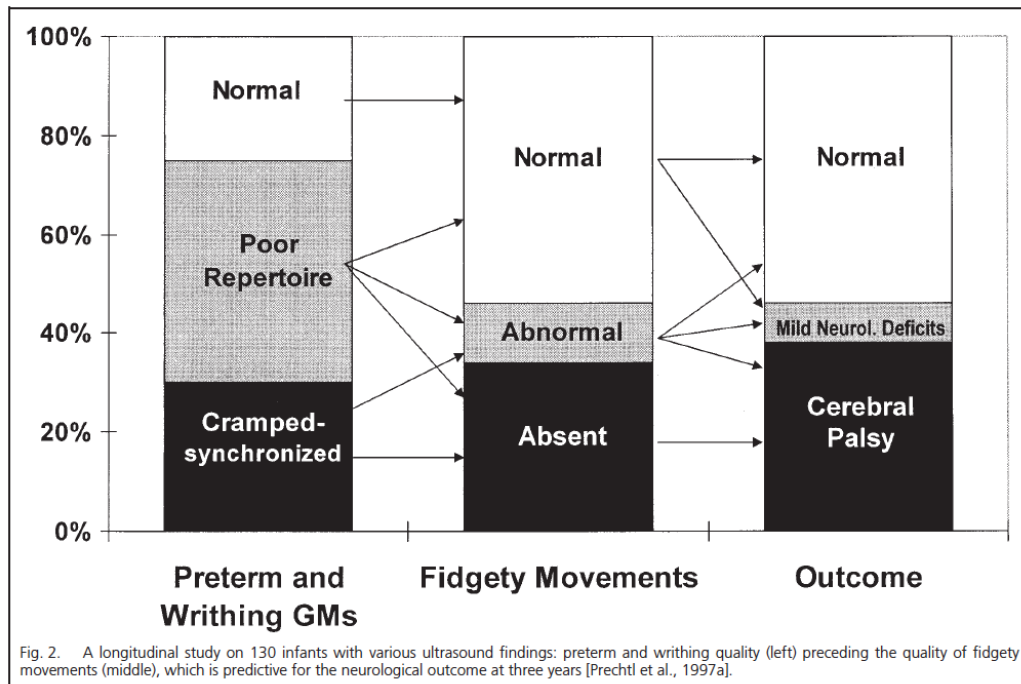 100%
80%
60%
40%
20%
0%
Normal
Poor
Repertoire
Cramped-
synchronized
Normal
Abnormal
Absent
Normal
Mild Neurol. Deficits
Cerebral
Palsy
Preterm and
Writhing GMs
Fidgety Movements
Outcome
Fig. 2. A longitudinal study on 130 infants with various ultrasound findings: preterm and writhing quality (left) preceding the quality of fidgety
movements (middle), which is predictive for the neurological outcome at three years [Prechtl et al., 1997a].